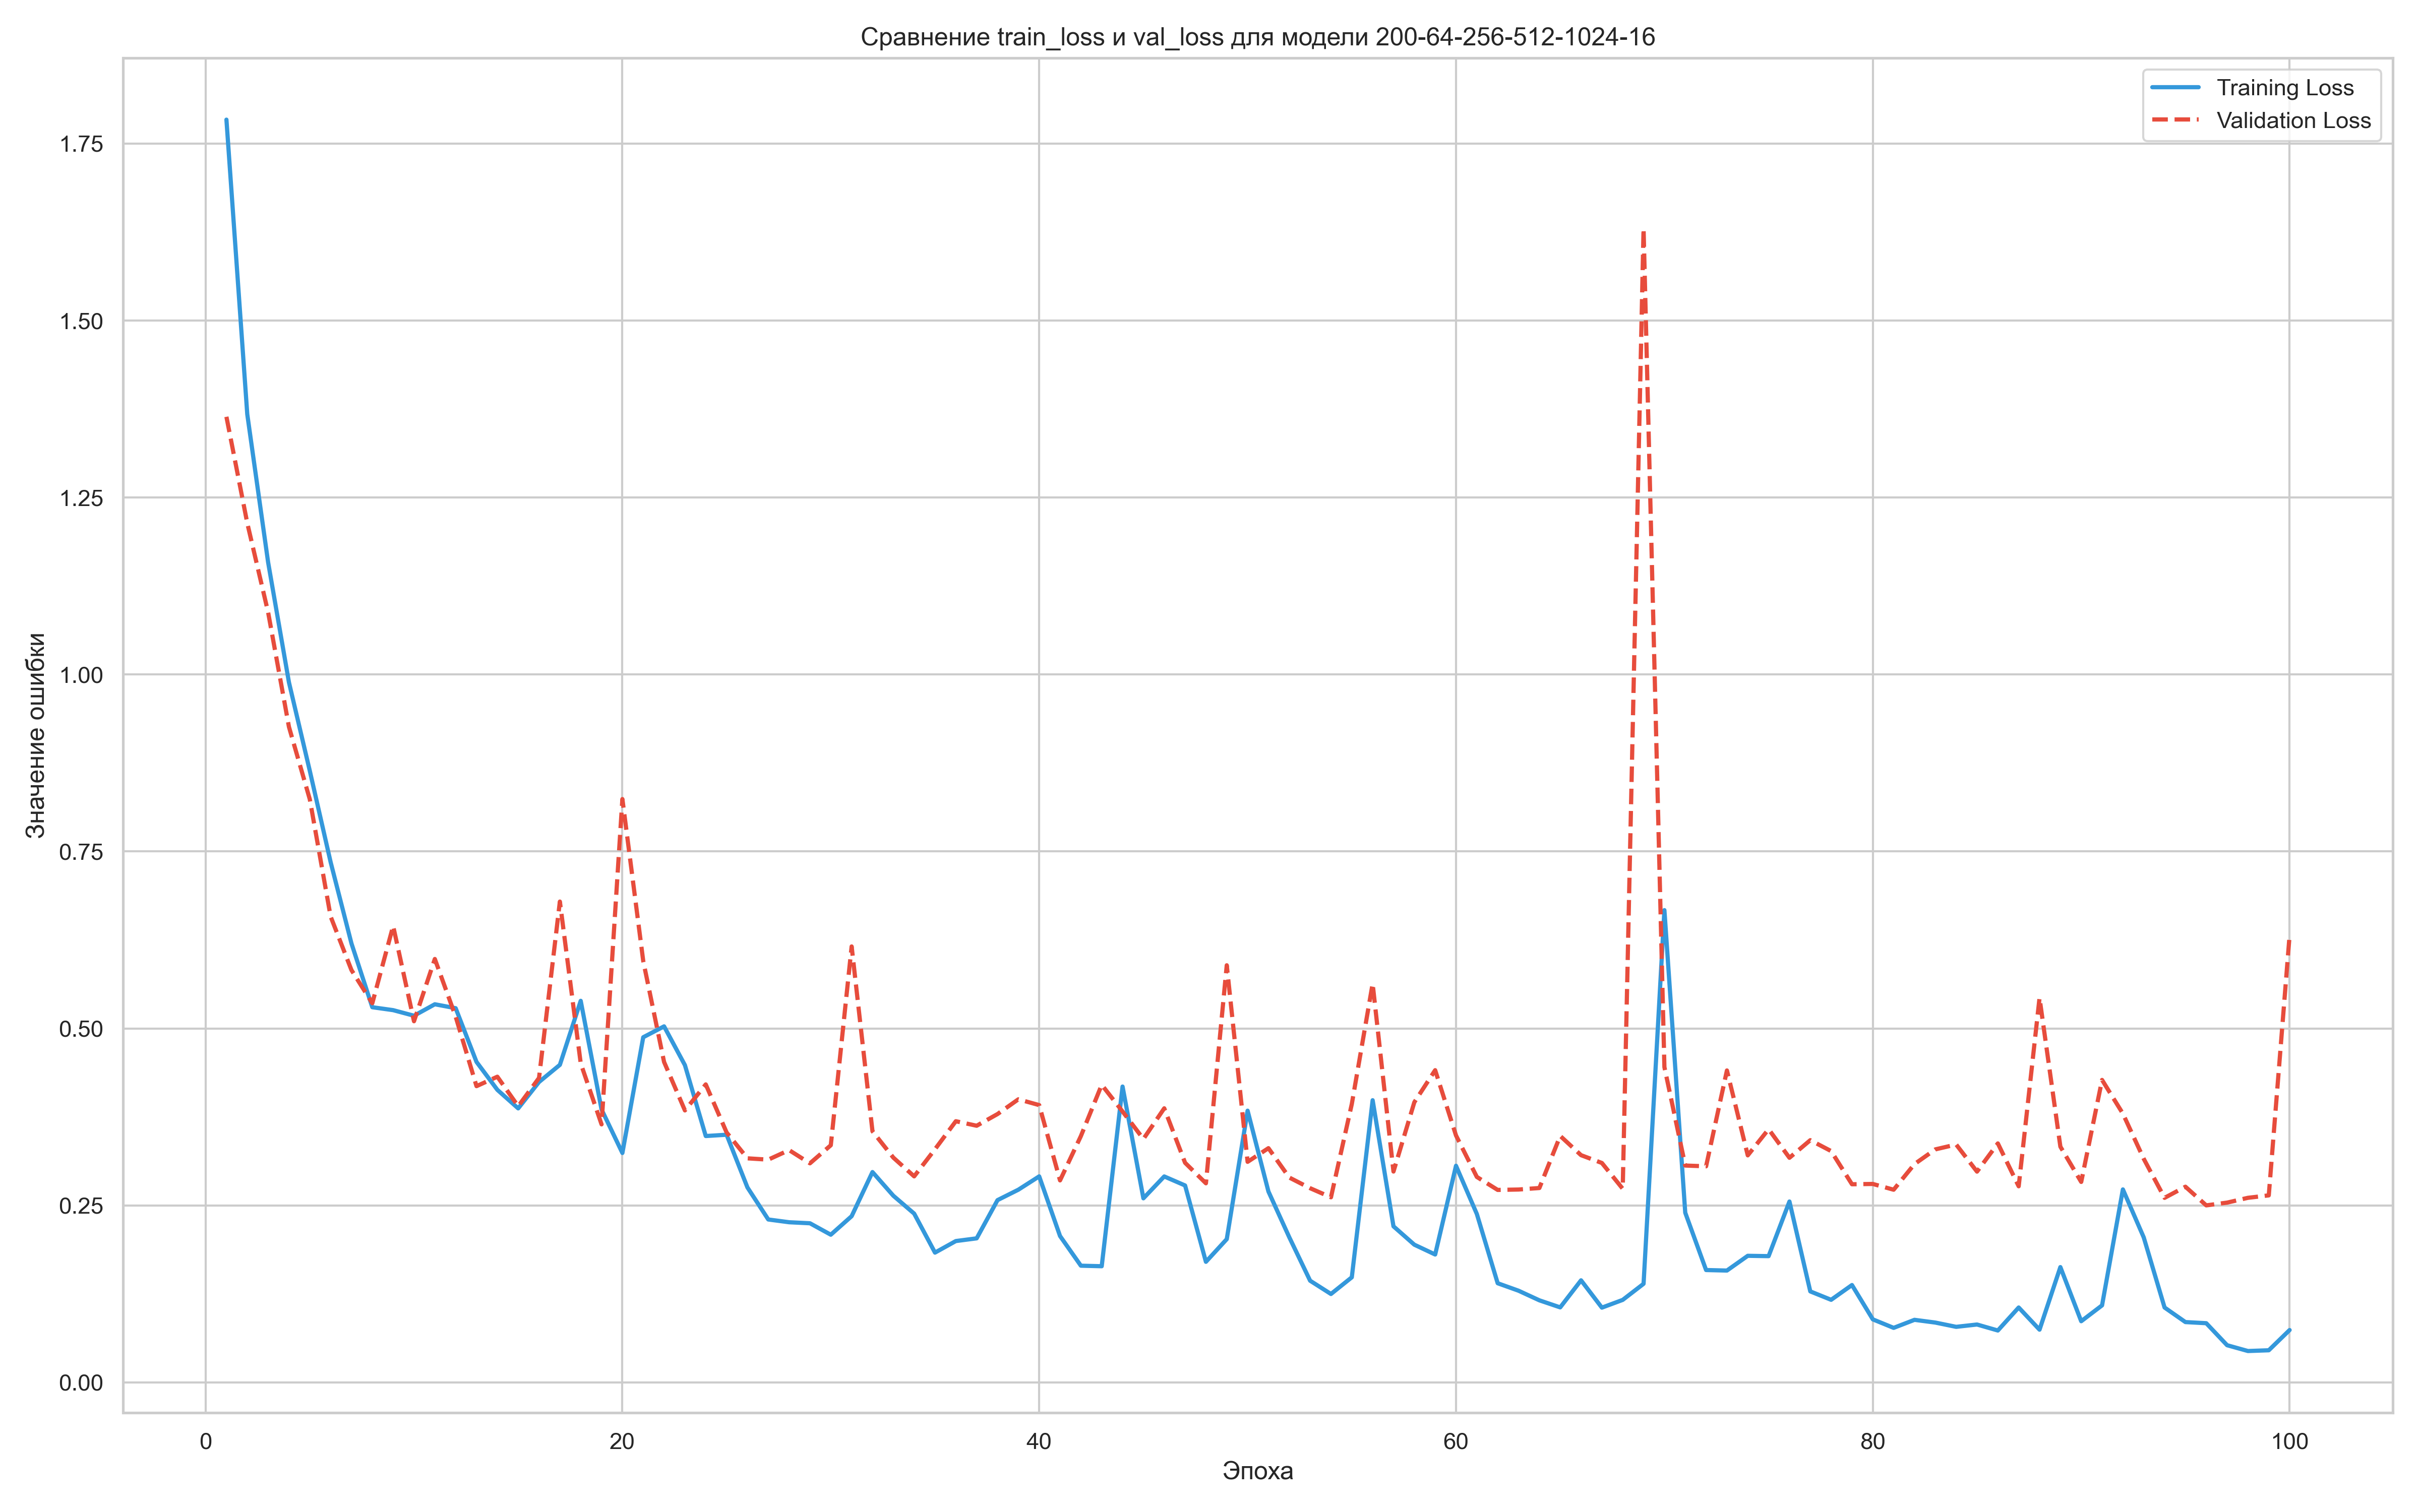 Сравнение train_loss и val_loss для модели 200-64-256-512-1024-16
Training Loss
Validation Loss
1.75
1.50
1.25
1.00
0.75
0.50
0.25
0.00
Значение ошибки
0 20 40 60 80 100
Эпоха